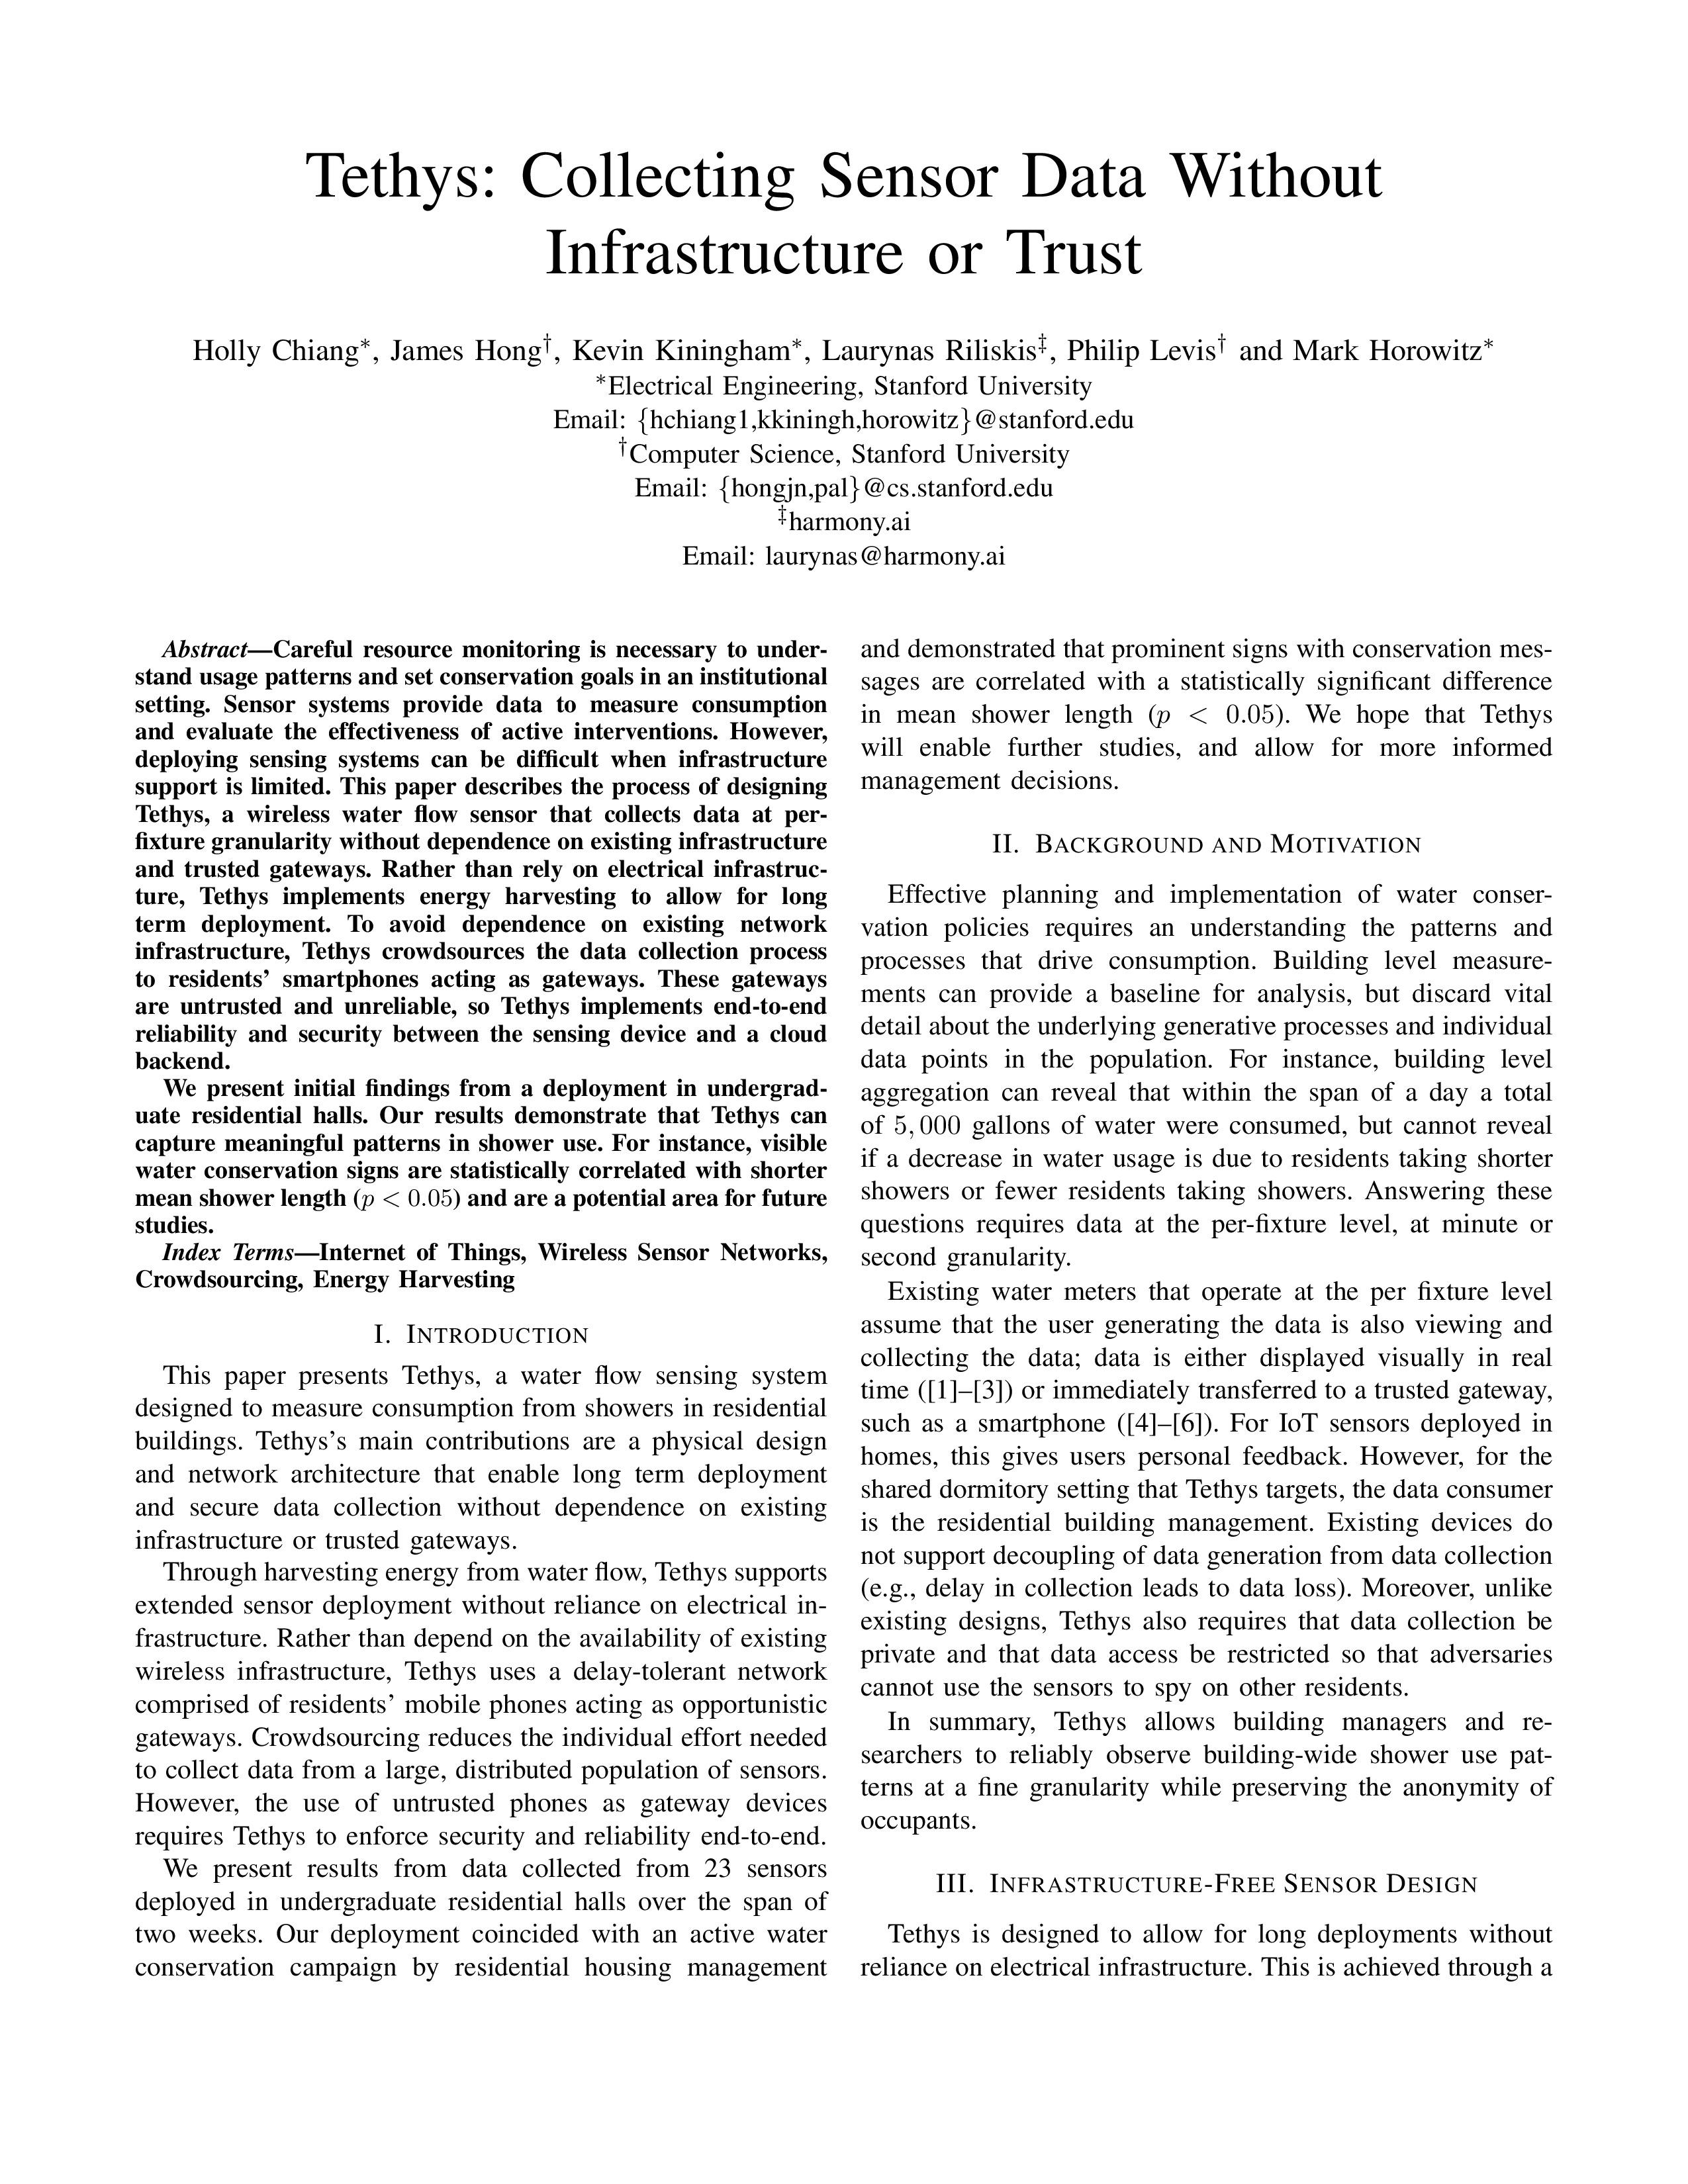 Tethys: Collecting Sensor Data Without
Infrastructure or Trust
Holly Chiang*, James Hong†, Kevin Kiningham*, Laurynas Riliskis‡, Philip Levis† and Mark Horowitz*
*Electrical Engineering, Stanford University
Email: {hchiang1,kkiningh,horowitz}@stanford.edu
†Computer Science, Stanford University
Email: {hongjn,pal}@cs.stanford.edu
‡harmony.ai
Email: laurynas@harmony.ai
Abstract—Careful resource monitoring is necessary to under-
stand usage patterns and set conservation goals in an institutional
setting. Sensor systems provide data to measure consumption
and evaluate the effectiveness of active interventions. However,
deploying sensing systems can be difficult when infrastructure
support is limited. This paper describes the process of designing
Tethys, a wireless water flow sensor that collects data at per-
fixture granularity without dependence on existing infrastructure
and trusted gateways. Rather than rely on electrical infrastruc-
ture, Tethys implements energy harvesting to allow for long
term deployment. To avoid dependence on existing network
infrastructure, Tethys crowdsources the data collection process
to residents' smartphones acting as gateways. These gateways
are untrusted and unreliable, so Tethys implements end-to-end
reliability and security between the sensing device and a cloud
backend.
We present initial findings from a deployment in undergrad-
uate residential halls. Our results demonstrate that Tethys can
capture meaningful patterns in shower use. For instance, visible
water conservation signs are statistically correlated with shorter
mean shower length (p < 0.05) and are a potential area for future
studies.
Index Terms—Internet of Things, Wireless Sensor Networks,
Crowdsourcing, Energy Harvesting
I. INTRODUCTION
This paper presents Tethys, a water flow sensing system
designed to measure consumption from showers in residential
buildings. Tethys's main contributions are a physical design
and network architecture that enable long term deployment
and secure data collection without dependence on existing
infrastructure or trusted gateways.
Through harvesting energy from water flow, Tethys supports
extended sensor deployment without reliance on electrical in-
frastructure. Rather than depend on the availability of existing
wireless infrastructure, Tethys uses a delay-tolerant network
comprised of residents' mobile phones acting as opportunistic
gateways. Crowdsourcing reduces the individual effort needed
to collect data from a large, distributed population of sensors.
However, the use of untrusted phones as gateway devices
requires Tethys to enforce security and reliability end-to-end.
We present results from data collected from 23 sensors
deployed in undergraduate residential halls over the span of
two weeks. Our deployment coincided with an active water
conservation campaign by residential housing management
and demonstrated that prominent signs with conservation mes-
sages are correlated with a statistically significant difference
in mean shower length (p < 0.05). We hope that Tethys
will enable further studies, and allow for more informed
management decisions.
II. BACKGROUND AND MOTIVATION
Effective planning and implementation of water conser-
vation policies requires an understanding the patterns and
processes that drive consumption. Building level measure-
ments can provide a baseline for analysis, but discard vital
detail about the underlying generative processes and individual
data points in the population. For instance, building level
aggregation can reveal that within the span of a day a total
of 5,000 gallons of water were consumed, but cannot reveal
if a decrease in water usage is due to residents taking shorter
showers or fewer residents taking showers. Answering these
questions requires data at the per-fixture level, at minute or
second granularity.
Existing water meters that operate at the per fixture level
assume that the user generating the data is also viewing and
collecting the data; data is either displayed visually in real
time ([1]–[3]) or immediately transferred to a trusted gateway,
such as a smartphone ([4]–[6]). For IoT sensors deployed in
homes, this gives users personal feedback. However, for the
shared dormitory setting that Tethys targets, the data consumer
is the residential building management. Existing devices do
not support decoupling of data generation from data collection
(e.g., delay in collection leads to data loss). Moreover, unlike
existing designs, Tethys also requires that data collection be
private and that data access be restricted so that adversaries
cannot use the sensors to spy on other residents.
In summary, Tethys allows building managers and re-
searchers to reliably observe building-wide shower use pat-
terns at a fine granularity while preserving the anonymity of
occupants.
III. INFRASTRUCTURE-FREE SENSOR DESIGN
Tethys is designed to allow for long deployments without
reliance on electrical infrastructure. This is achieved through a